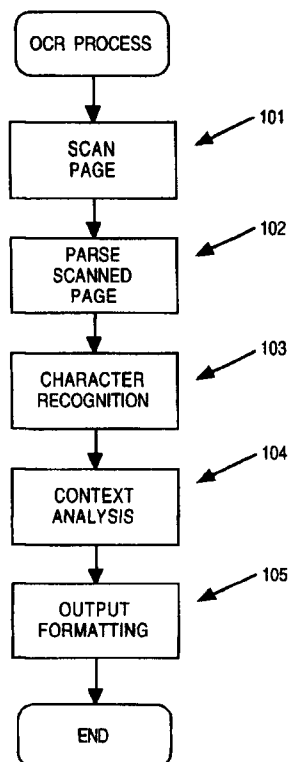 OCR PROCESS
101
SCAN
PAGE
102
PARSE
SCANNED
PAGE
103
CHARACTER
RECOGNITION
104
CONTEXT
ANALYSIS
105
OUTPUT
FORMATTING
END